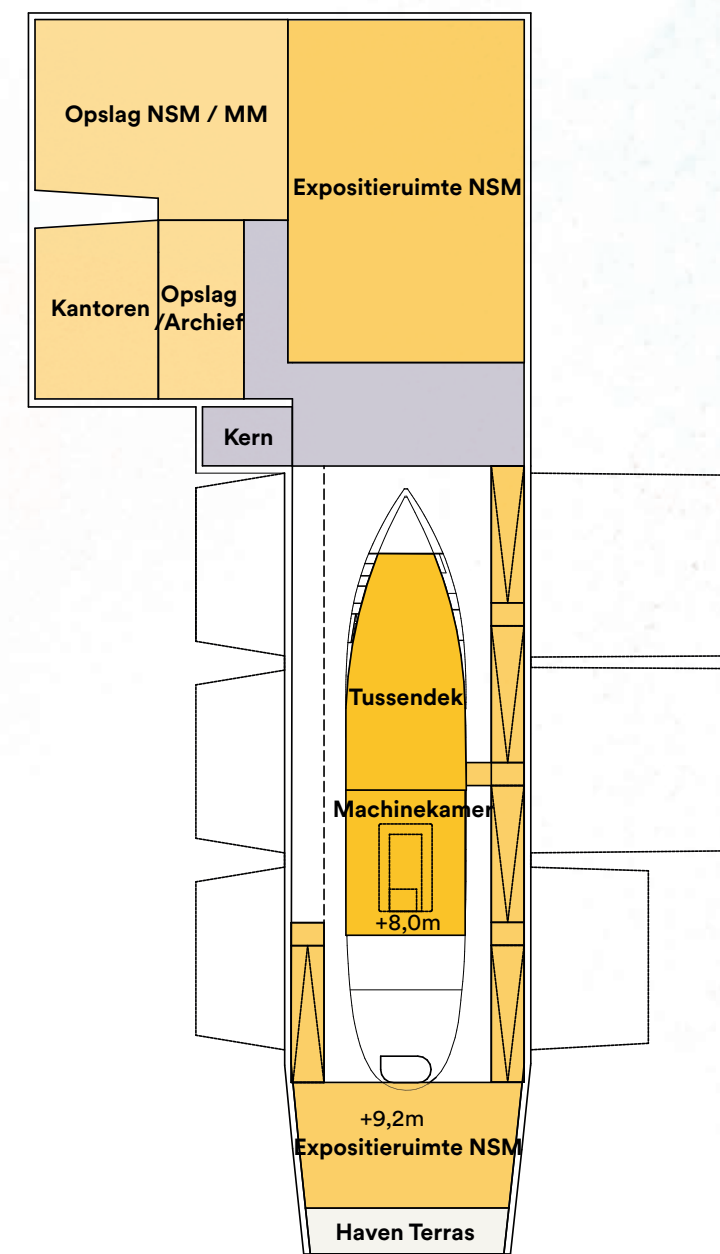 Opslag NSM / MM
Expositieruimte NSM
Kantoren
Opslag
/Archief
Kern
Tussendek
Machinekamer
+8,0m
+9,2m
Expositieruimte NSM
Haven Terras